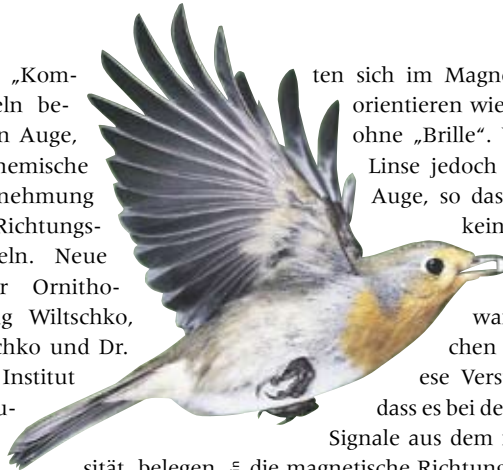 „Kom-
eln be-
n Auge,
hemische
nehmung
Richtungs-
eln. Neue
r Ornitho-
g Wiltschko,
chko und Dr.
Institut
u-
sität belegen,
ten sich im Magne
orientieren wie
ohne „Brille“.
Linse jedoch
Auge, so das
kein
wa
chen
ese Vers
dass es bei de
Signale aus dem
die magnetische Richtung